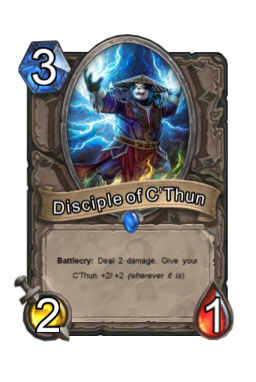 3
Disciple of C'Thun
Battlecry: Deal 2 damage. Give your
C'Thun +2/ +2 (wherever it is).
2
1